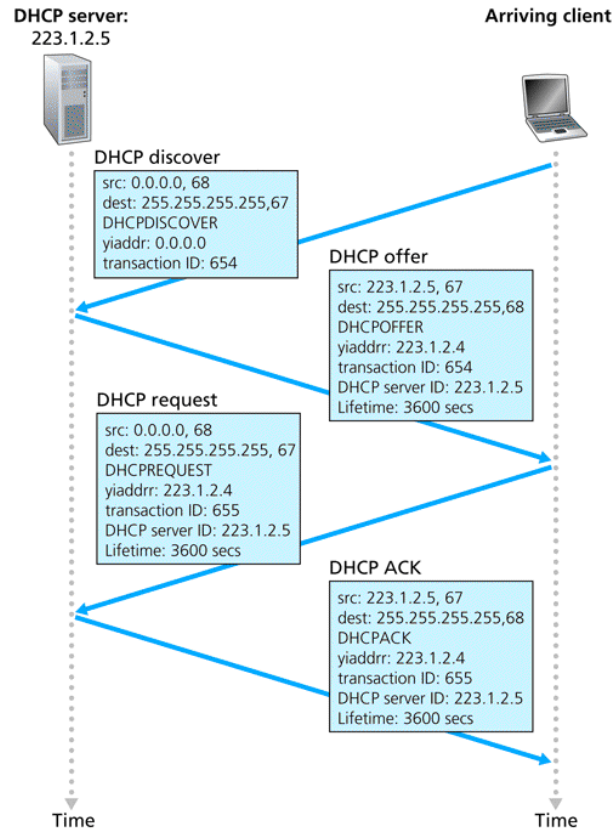 DHCP server:
223.1.2.5
Arriving client
DHCP discover
src: 0.0.0.0, 68
dest: 255.255.255.255,67
DHCPDISCOVER
yiaddr: 0.0.0.0
transaction ID: 654
DHCP offer
src: 223.1.2.5, 67
dest: 255.255.255.255,68
DHCPOFFER
yiaddrr: 223.1.2.4
transaction ID: 654
DHCP server ID: 223.1.2.5
Lifetime: 3600 secs
DHCP request
src: 0.0.0.0, 68
dest: 255.255.255.255, 67
DHCPREQUEST
yiaddrr: 223.1.2.4
transaction ID: 655
DHCP server ID: 223.1.2.5
Lifetime: 3600 secs
DHCP ACK
src: 223.1.2.5, 67
dest: 255.255.255.255,68
DHCPACK
yiaddrr: 223.1.2.4
transaction ID: 655
DHCP server ID: 223.1.2.5
Lifetime: 3600 secs
Time
Time